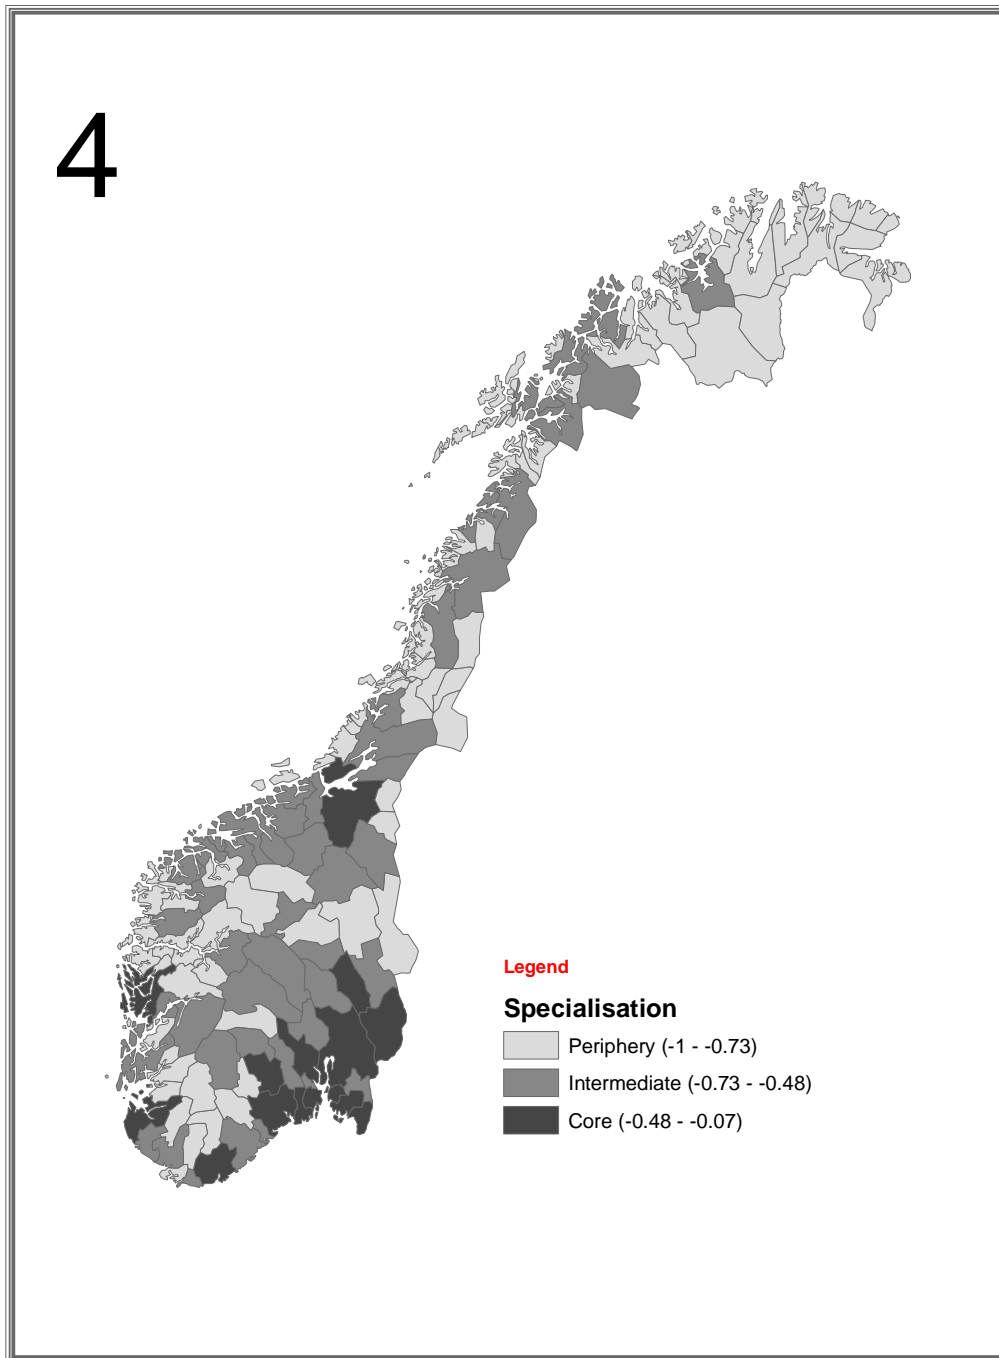 4
Legend
Specialisation
Periphery (-1 - -0.73)
Intermediate (-0.73 - -0.48)
Core (-0.48 - -0.07)